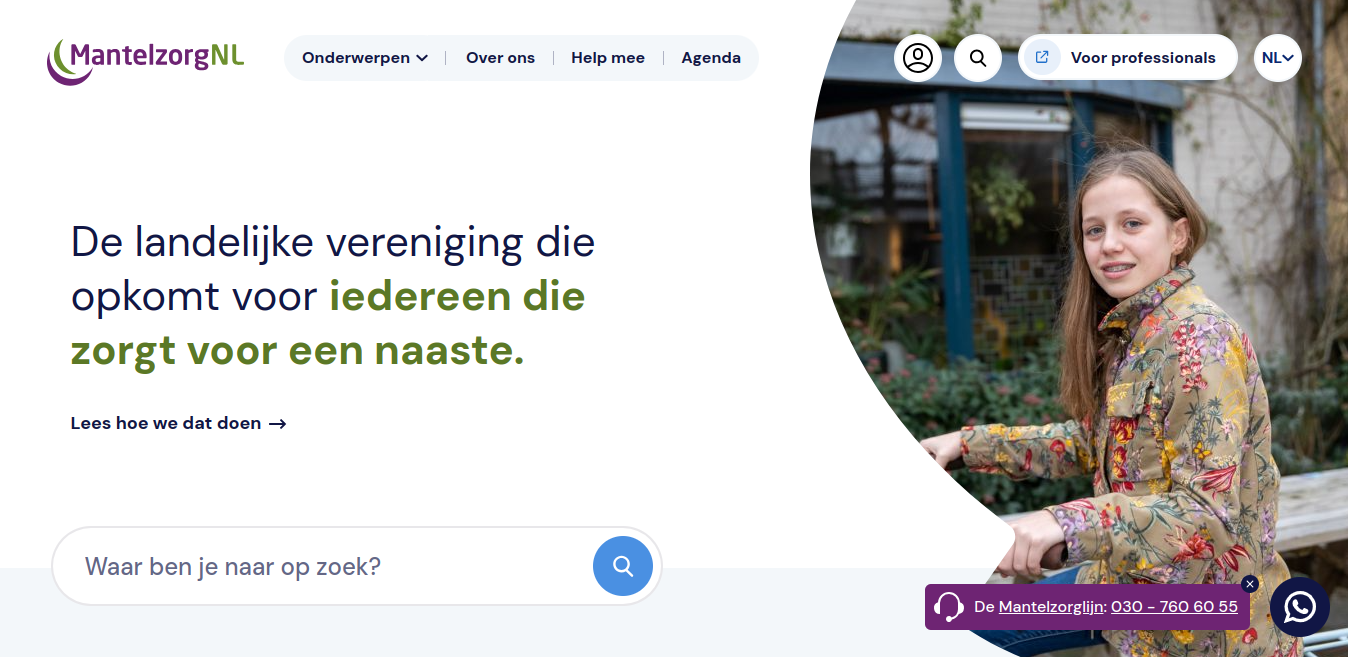 MantelzorgNL
Onderwerpen
Over ons
Help mee
Agenda
Voor professionals
NL
De landelijke vereniging die
opkomt voor iedereen die
zorgt voor een naaste.
Lees hoe we dat doen →
Waar ben je naar op zoek?
De Mantelzorglijn: 030 - 760 60 55